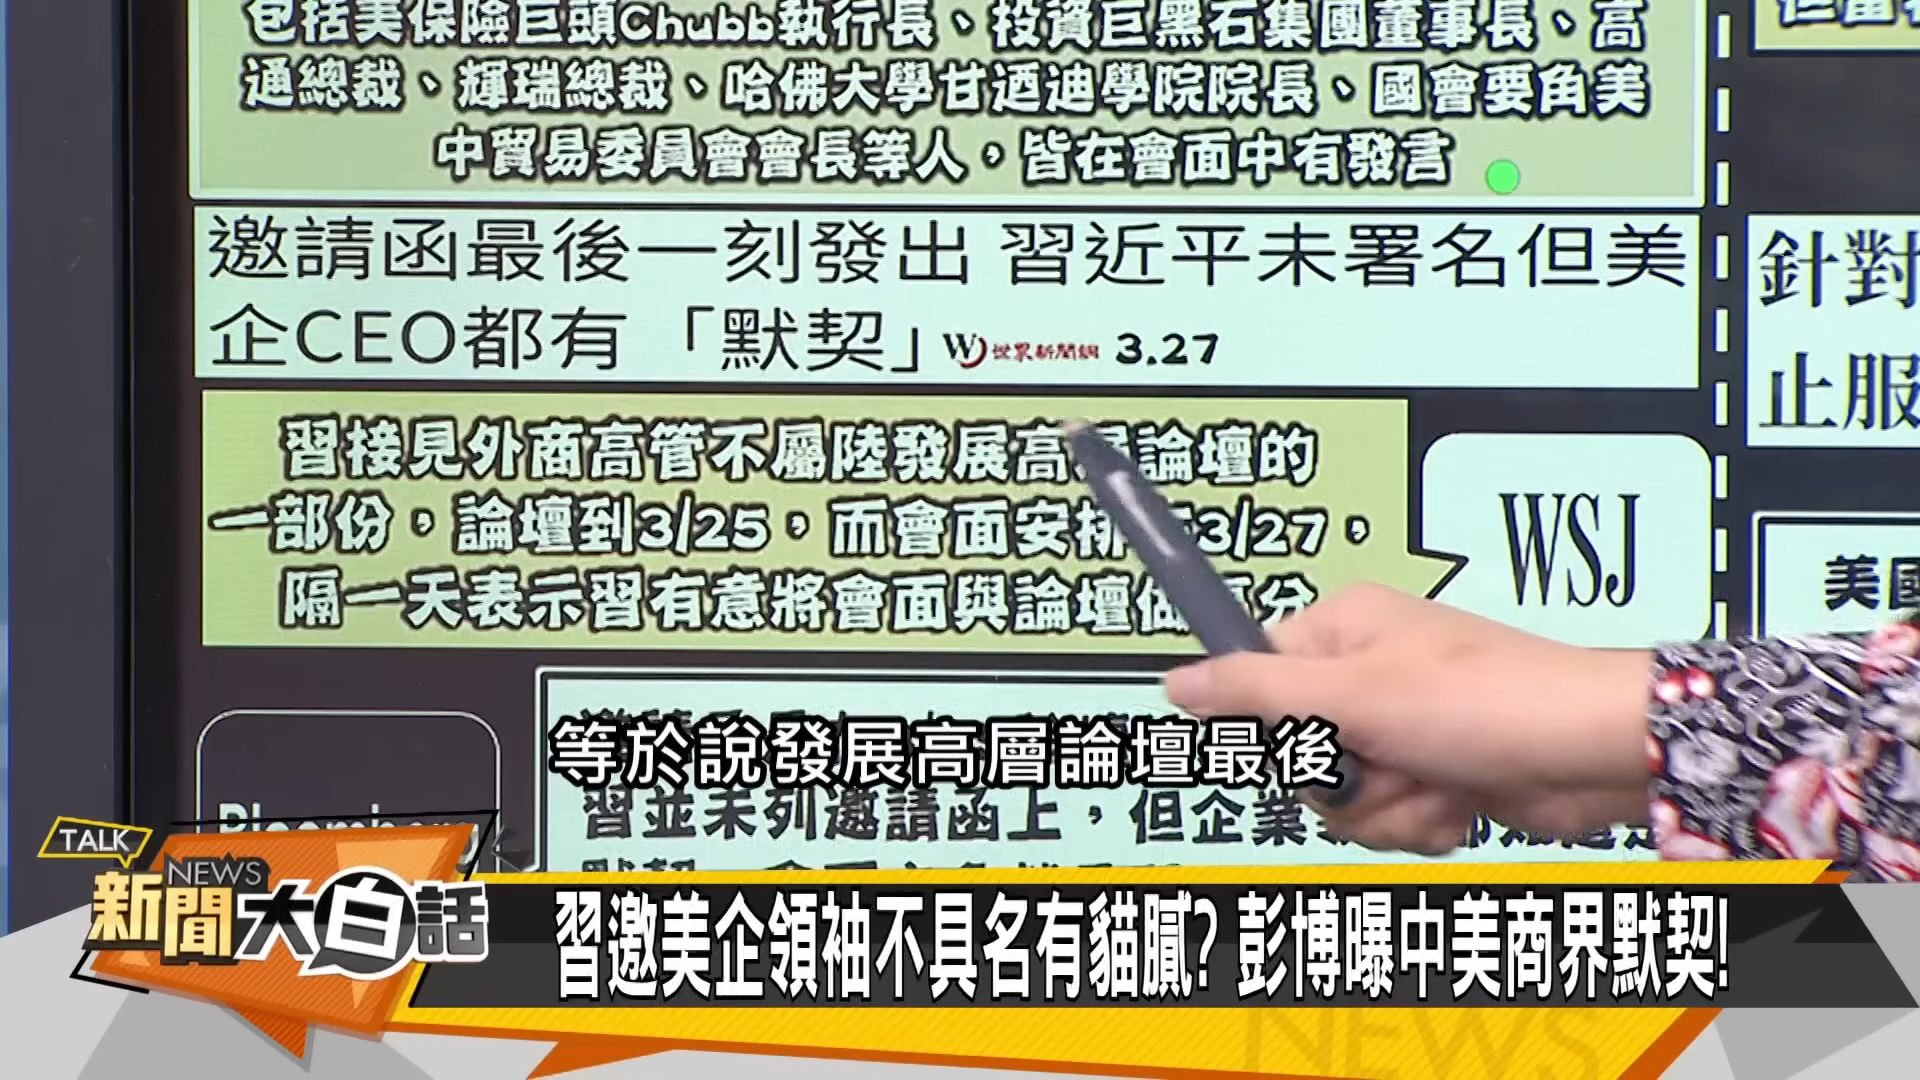 包括美保險巨頭Chubb執行長、投資巨黑石集團董事長、高
通總裁、輝瑞總裁、哈佛大學甘迺迪學院院長、國會要角美
中貿易委員會會長等人，皆在會面中有發言
邀請函最後一刻發出 習近平未署名但美
企CEO都有「默契」 世界新聞網 3.27
習接見外商高管不屬陸發展高層論壇的
一部份，論壇到3/25，而會面安排 3/27，
隔一天表示習有意將會面與論壇做區分
WSJ
針對
止服
美國
等於說發展高層論壇最後
習並未列邀請函上，但企業
Bloomberg
TALK
NEWS
新聞大白話
習邀美企領袖不具名有貓膩? 彭博曝中美商界默契!
NEWS